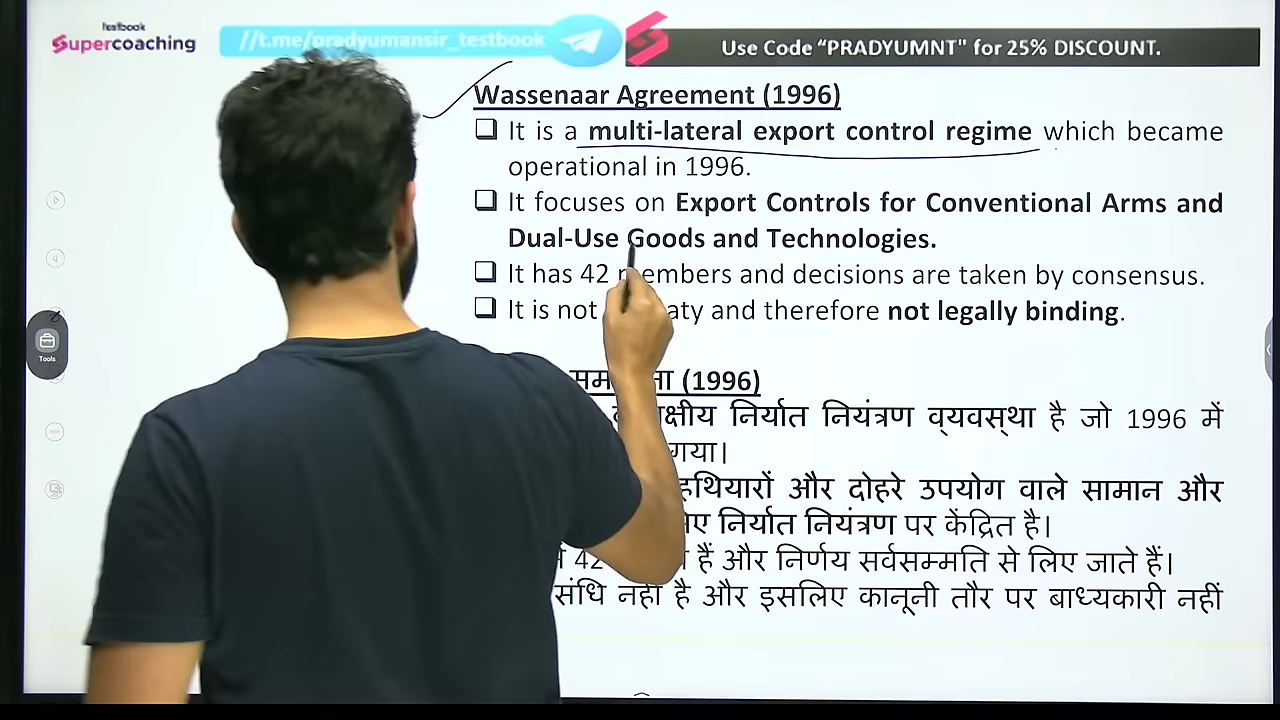 testbook
Supercoaching
//t.me/pradyumansir_testbook
Use Code “PRADYUMNT" for 25% DISCOUNT.
Wassenaar Agreement (1996)
It is a multi-lateral export control regime which became
operational in 1996.
It focuses on Export Controls for Conventional Arms and
Dual-Use Goods and Technologies.
It has 42 members and decisions are taken by consensus.
It is not and therefore not legally binding.
(1996)
निर्यात नियंत्रण व्यवस्था है जो 1996 में
गया।
हथियारों और दोहरे उपयोग वाले सामान और
निर्यात नियंत्रण पर केंद्रित है।
42 हैं और निर्णय सर्वसम्मति से लिए जाते हैं।
संधि नहीं है और इसलिए कानूनी तौर पर बाध्यकारी नहीं
Tools